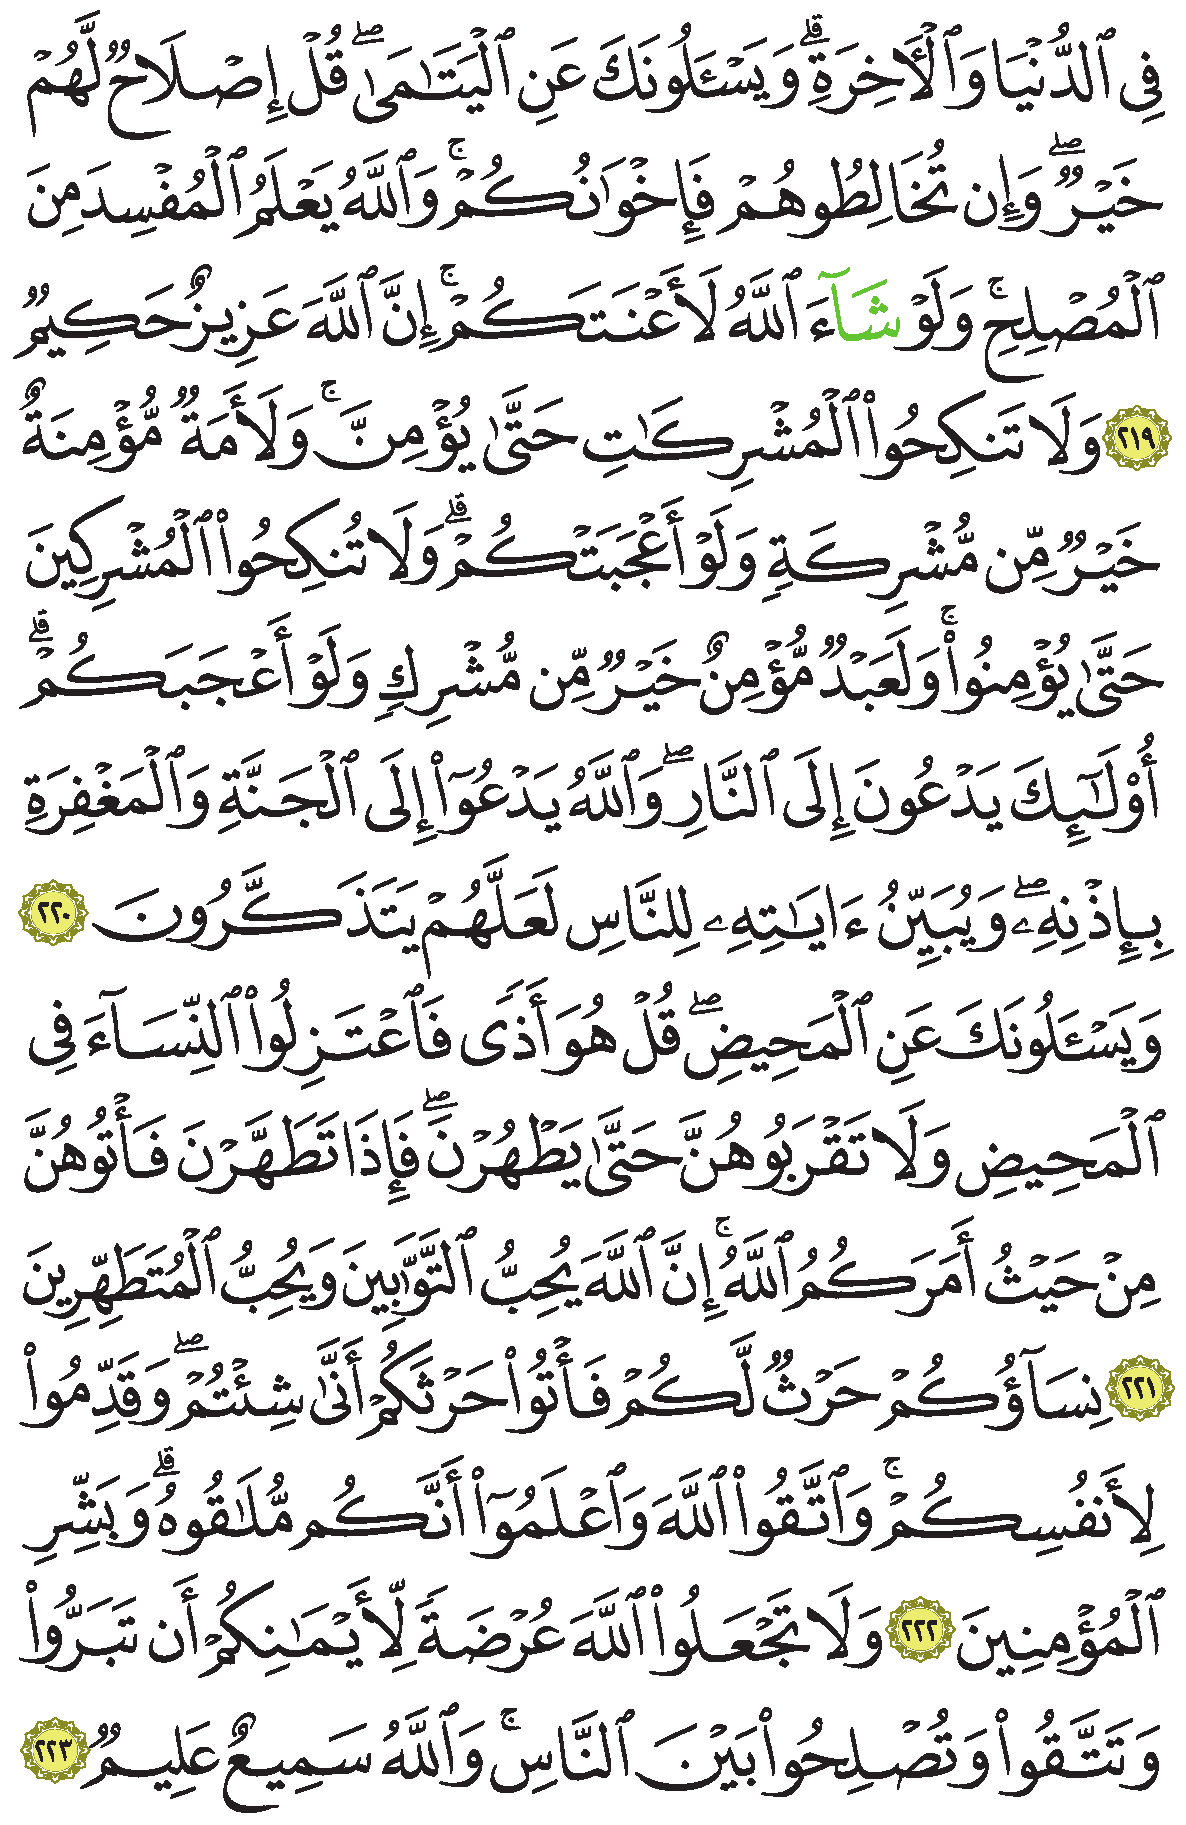 فِى ٱلدُّنْيَا وَٱلْأَخِرَةِۗ وَيَسْـَٔلُونَكَ عَنِ ٱلْيَتَـٰمَىٰۖ قُلْ إِصْلَاحٌ لَّهُمْ
خَيْرٌۖ وَإِن تُخَالِطُوهُمْ فَإِخْوَٰنُكُمْۚ وَٱللَّهُ يَعْلَمُ ٱلْمُفْسِدَ مِنَ
ٱلْمُصْلِحِۚ وَلَوْ شَآءَ ٱللَّهُ لَأَعْنَتَكُمْۚ إِنَّ ٱللَّهَ عَزِيزٌ حَكِيمٌ
٢١٩ وَلَا تَنكِحُوا۟ ٱلْمُشْرِكَـٰتِ حَتَّىٰ يُؤْمِنَّۚ وَلَأَمَةٌ مُّؤْمِنَةٌ
خَيْرٌ مِّن مُّشْرِكَةٍ وَلَوْ أَعْجَبَتْكُمْۗ وَلَا تُنكِحُوا۟ ٱلْمُشْرِكِينَ
حَتَّىٰ يُؤْمِنُوا۟ۚ وَلَعَبْدٌ مُّؤْمِنٌ خَيْرٌ مِّن مُّشْرِكٍ وَلَوْ أَعْجَبَكُمْۗ
أُو۟لَـٰٓئِكَ يَدْعُونَ إِلَى ٱلنَّارِۖ وَٱللَّهُ يَدْعُوٓا۟ إِلَى ٱلْجَنَّةِ وَٱلْمَغْفِرَةِ
بِإِذْنِهِۦۖ وَيُبَيِّنُ ءَايَـٰتِهِۦ لِلنَّاسِ لَعَلَّهُمْ يَتَذَكَّرُونَ ٢٢٠
وَيَسْـَٔلُونَكَ عَنِ ٱلْمَحِيضِۖ قُلْ هُوَ أَذًى فَٱعْتَزِلُوا۟ ٱلنِّسَآءَ فِى
ٱلْمَحِيضِ وَلَا تَقْرَبُوهُنَّ حَتَّىٰ يَطْهُرْنَۖ فَإِذَا تَطَهَّرْنَ فَأْتُوهُنَّ
مِنْ حَيْثُ أَمَرَكُمُ ٱللَّهُۚ إِنَّ ٱللَّهَ يُحِبُّ ٱلتَّوَّٰبِينَ وَيُحِبُّ ٱلْمُتَطَهِّرِينَ
٢٢١ نِسَآؤُكُمْ حَرْثٌ لَّكُمْ فَأْتُوا۟ حَرْثَكُمْ أَنَّىٰ شِئْتُمْۖ وَقَدِّمُوا۟
لِأَنفُسِكُمْۚ وَٱتَّقُوا۟ ٱللَّهَ وَٱعْلَمُوٓا۟ أَنَّكُم مُّلَـٰقُوهُۗ وَبَشِّرِ
ٱلْمُؤْمِنِينَ ٢٢٢ وَلَا تَجْعَلُوا۟ ٱللَّهَ عُرْضَةً لِّأَيْمَـٰنِكُمْ أَن تَبَرُّوا۟
وَتَتَّقُوا۟ وَتُصْلِحُوا۟ بَيْنَ ٱلنَّاسِۚ وَٱللَّهُ سَمِيعٌ عَلِيمٌ ٢٢٣